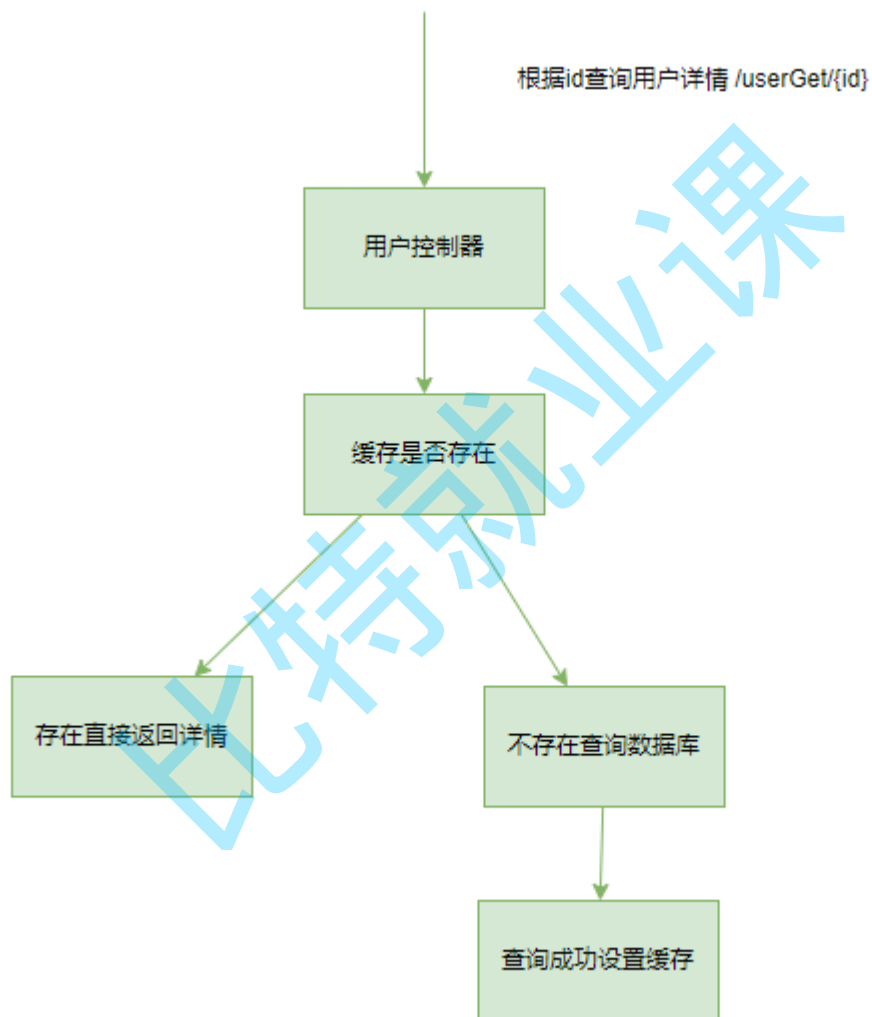 根据id查询用户详情 /userGet/{id}
用户控制器
缓存是否存在
存在直接返回详情
不存在查询数据库
查询成功设置缓存
比特就业课